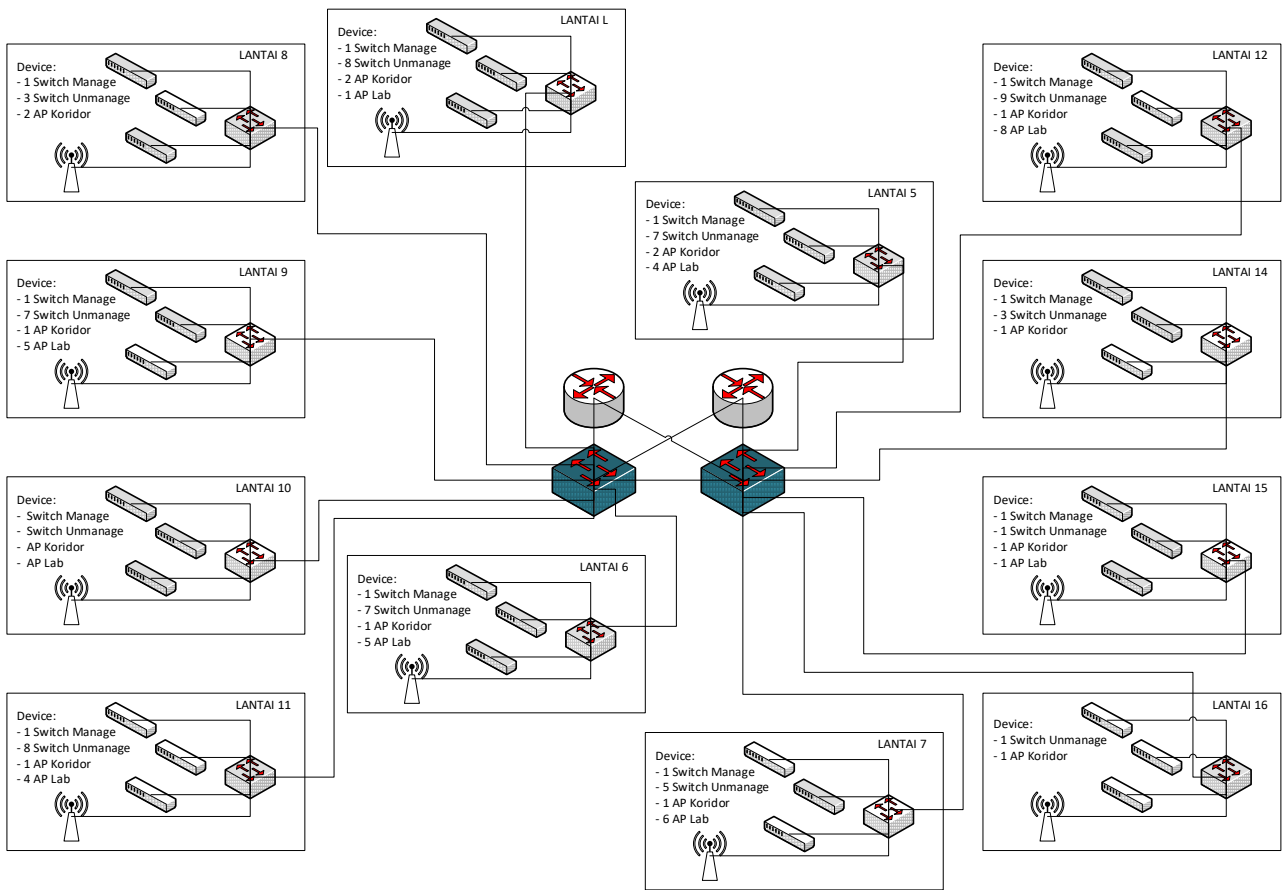 LANTAI L
Device:
- 1 Switch Manage
- 8 Switch Unmanage
- 2 AP Koridor
- 1 AP Lab
LANTAI 8
Device:
- 1 Switch Manage
- 3 Switch Unmanage
- 2 AP Koridor
LANTAI 12
Device:
- 1 Switch Manage
- 9 Switch Unmanage
- 1 AP Koridor
- 8 AP Lab
LANTAI 5
Device:
- 1 Switch Manage
- 7 Switch Unmanage
- 2 AP Koridor
- 4 AP Lab
LANTAI 9
Device:
- 1 Switch Manage
- 7 Switch Unmanage
- 1 AP Koridor
- 5 AP Lab
LANTAI 14
Device:
- 1 Switch Manage
- 3 Switch Unmanage
- 1 AP Koridor
LANTAI 10
Device:
- Switch Manage
- Switch Unmanage
- AP Koridor
- AP Lab
LANTAI 15
Device:
- 1 Switch Manage
- 1 Switch Unmanage
- 1 AP Koridor
- 1 AP Lab
LANTAI 6
Device:
- 1 Switch Manage
- 7 Switch Unmanage
- 1 AP Koridor
- 5 AP Lab
LANTAI 11
Device:
- 1 Switch Manage
- 8 Switch Unmanage
- 1 AP Koridor
- 4 AP Lab
LANTAI 16
Device:
- 1 Switch Unmanage
- 1 AP Koridor
LANTAI 7
Device:
- 1 Switch Manage
- 5 Switch Unmanage
- 1 AP Koridor
- 6 AP Lab